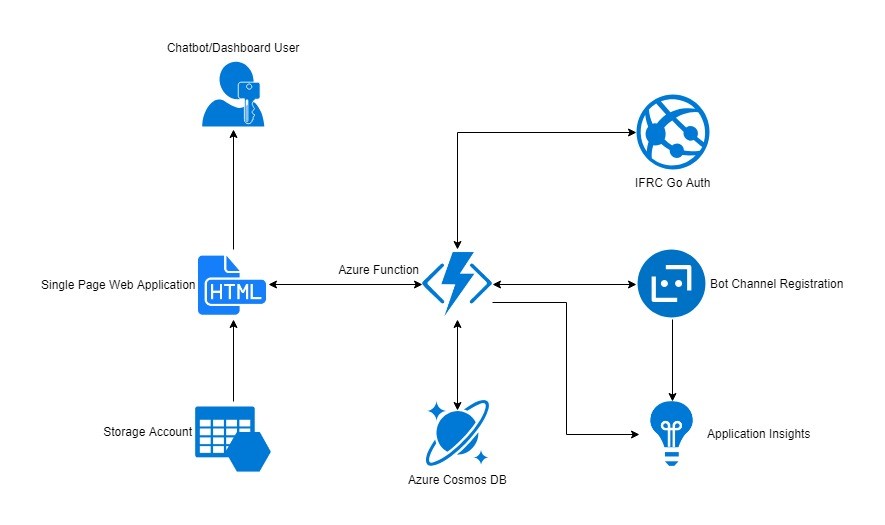 Chatbot/Dashboard User
IFRC Go Auth
Azure Function
Single Page Web Application
HTML
Bot Channel Registration
Storage Account
Application Insights
Azure Cosmos DB